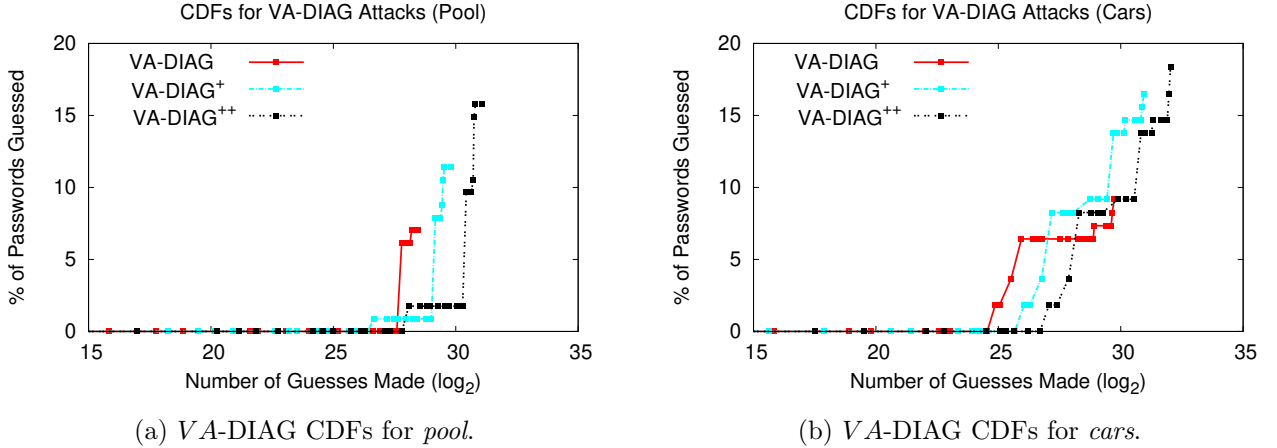 CDFs for VA-DIAG Attacks (Pool)
% of Passwords Guessed
20
15
10
5
0
VA-DIAG
VA-DIAG++
VA-DIAG+
15 20 25 30 35
Number of Guesses Made (log2)
(a) VA-DIAG CDFs for pool.
CDFs for VA-DIAG Attacks (Cars)
% of Passwords Guessed
20
15
10
5
0
VA-DIAG
VA-DIAG+
VA-DIAG++
15 20 25 30 35
Number of Guesses Made (log2)
(b) VA-DIAG CDFs for cars.